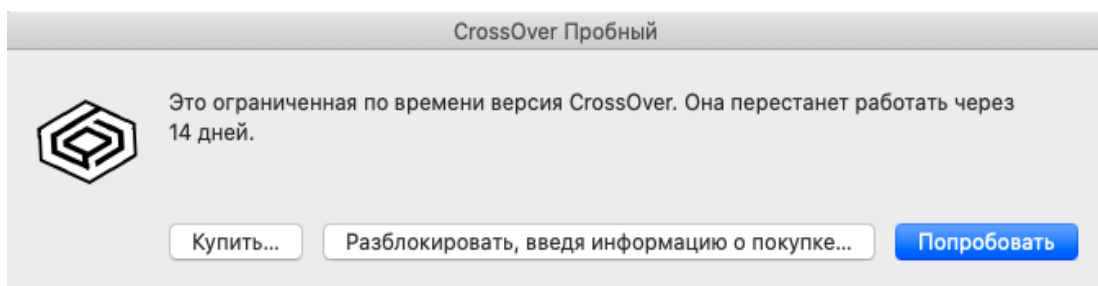 CrossOver Пробный
Это ограниченная по времени версия CrossOver. Она перестанет работать через
14 дней.
Купить...
Разблокировать, введя информацию о покупке...
Попробовать